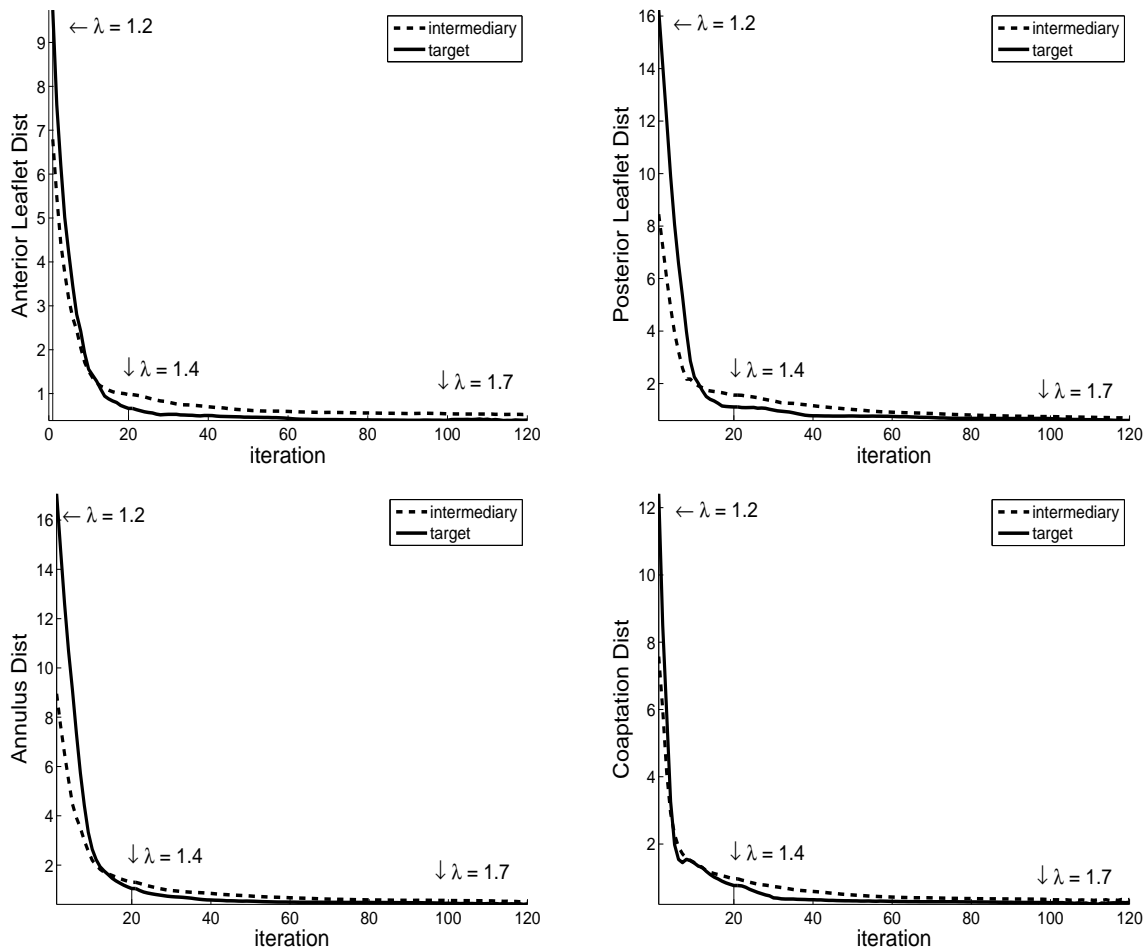 ← λ = 1.2
intermediary
target
9
8
7
6
5
4
3
2
1
Anterior Leaflet Dist
↓ λ = 1.4
↓ λ = 1.7
0 20 40 60 80 100 120
iteration
← λ = 1.2
intermediary
target
16
14
12
10
8
6
4
2
Posterior Leaflet Dist
↓ λ = 1.4
↓ λ = 1.7
20 40 60 80 100 120
iteration
← λ = 1.2
intermediary
target
16
14
12
10
8
6
4
2
Annulus Dist
↓ λ = 1.4
↓ λ = 1.7
20 40 60 80 100 120
iteration
← λ = 1.2
intermediary
target
12
10
8
6
4
2
Coaptation Dist
↓ λ = 1.4
↓ λ = 1.7
20 40 60 80 100 120
iteration